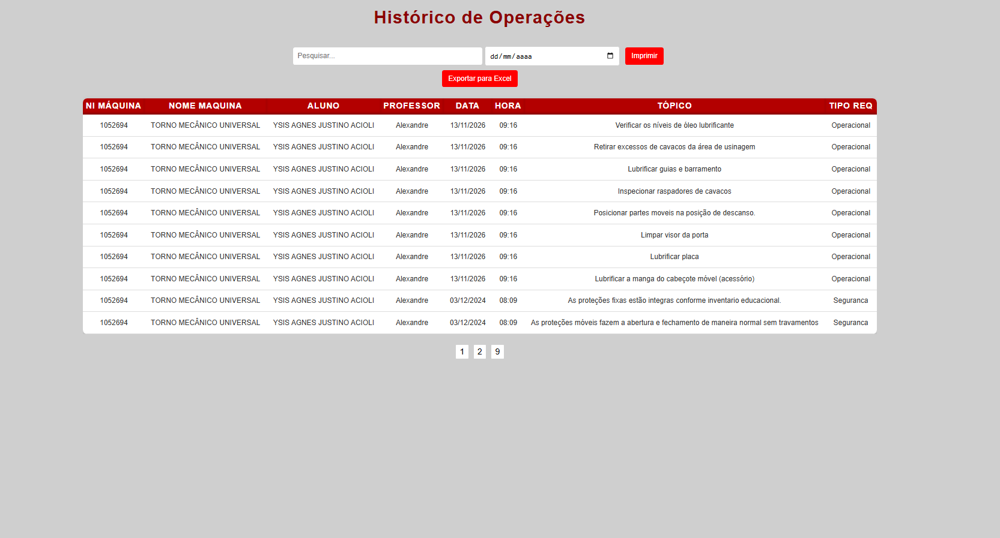 Histórico de Operações
Pesquisar... dd/mm/aaaa Imprimir
Exportar para Excel
NI MÁQUINA NOME MAQUINA ALUNO PROFESSOR DATA HORA TÓPICO TIPO REQ
1052694 TORNO MECÂNICO UNIVERSAL YSIS AGNES JUSTINO ACIOLI Alexandre 13/11/2026 09:16 Verificar os níveis de óleo lubrificante Operacional
1052694 TORNO MECÂNICO UNIVERSAL YSIS AGNES JUSTINO ACIOLI Alexandre 13/11/2026 09:16 Retirar excessos de cavacos da área de usinagem Operacional
1052694 TORNO MECÂNICO UNIVERSAL YSIS AGNES JUSTINO ACIOLI Alexandre 13/11/2026 09:16 Lubrificar guias e barramento Operacional
1052694 TORNO MECÂNICO UNIVERSAL YSIS AGNES JUSTINO ACIOLI Alexandre 13/11/2026 09:16 Inspecionar raspadores de cavacos Operacional
1052694 TORNO MECÂNICO UNIVERSAL YSIS AGNES JUSTINO ACIOLI Alexandre 13/11/2026 09:16 Posicionar partes moveis na posição de descanso. Operacional
1052694 TORNO MECÂNICO UNIVERSAL YSIS AGNES JUSTINO ACIOLI Alexandre 13/11/2026 09:16 Limpar visor da porta Operacional
1052694 TORNO MECÂNICO UNIVERSAL YSIS AGNES JUSTINO ACIOLI Alexandre 13/11/2026 09:16 Lubrificar placa Operacional
1052694 TORNO MECÂNICO UNIVERSAL YSIS AGNES JUSTINO ACIOLI Alexandre 13/11/2026 09:16 Lubrificar a manga do cabeçote móvel (acessório) Operacional
1052694 TORNO MECÂNICO UNIVERSAL YSIS AGNES JUSTINO ACIOLI Alexandre 03/12/2024 08:09 As proteções fixas estão integras conforme inventario educacional. Seguranca
1052694 TORNO MECÂNICO UNIVERSAL YSIS AGNES JUSTINO ACIOLI Alexandre 03/12/2024 08:09 As proteções móveis fazem a abertura e fechamento de maneira normal sem travamentos Seguranca
1 2 9